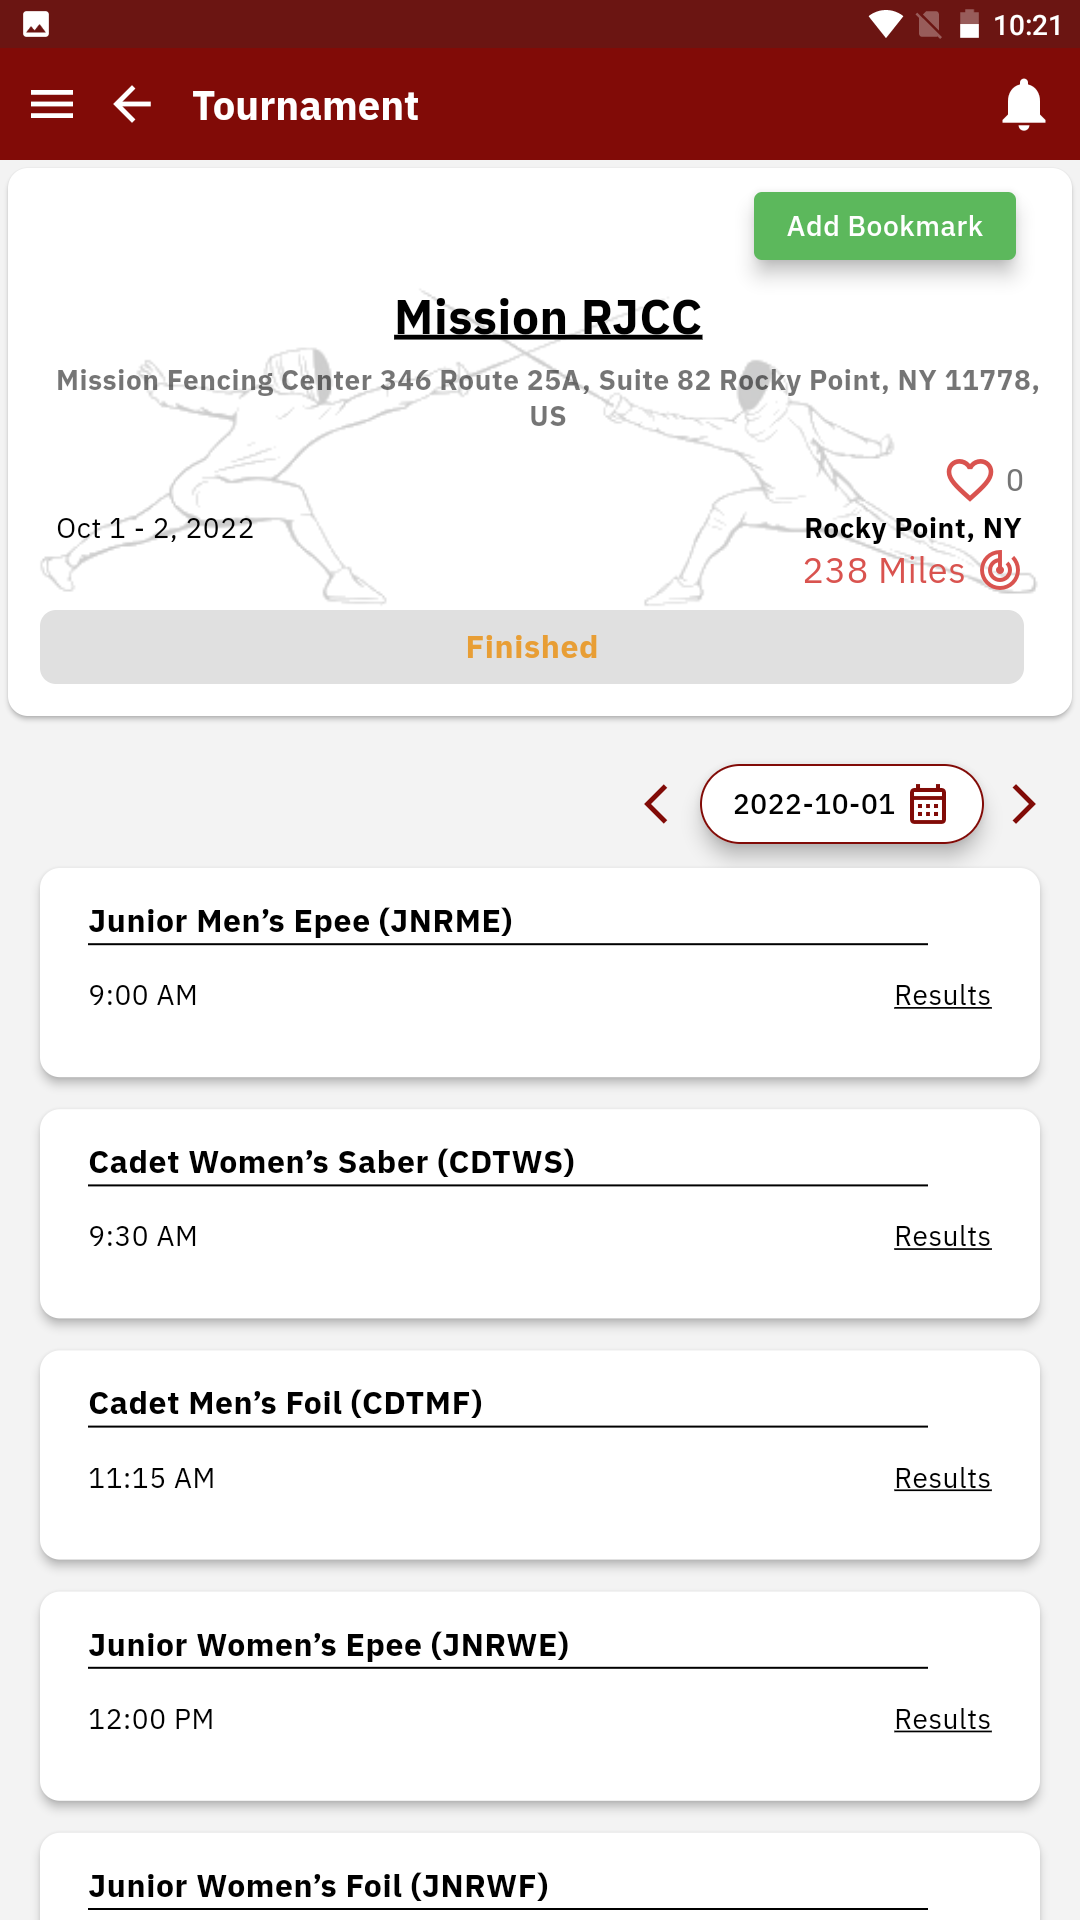 10:21
Tournament
Add Bookmark
Mission RJCC
Mission Fencing Center 346 Route 25A, Suite 82 Rocky Point, NY 11778,
US
0
Oct 1 - 2, 2022
Rocky Point, NY
238 Miles
Finished
2022-10-01
Junior Men’s Epee (JNRME)
9:00 AM
Results
Cadet Women’s Saber (CDTWS)
9:30 AM
Results
Cadet Men’s Foil (CDTMF)
11:15 AM
Results
Junior Women’s Epee (JNRWE)
12:00 PM
Results
Junior Women’s Foil (JNRWF)